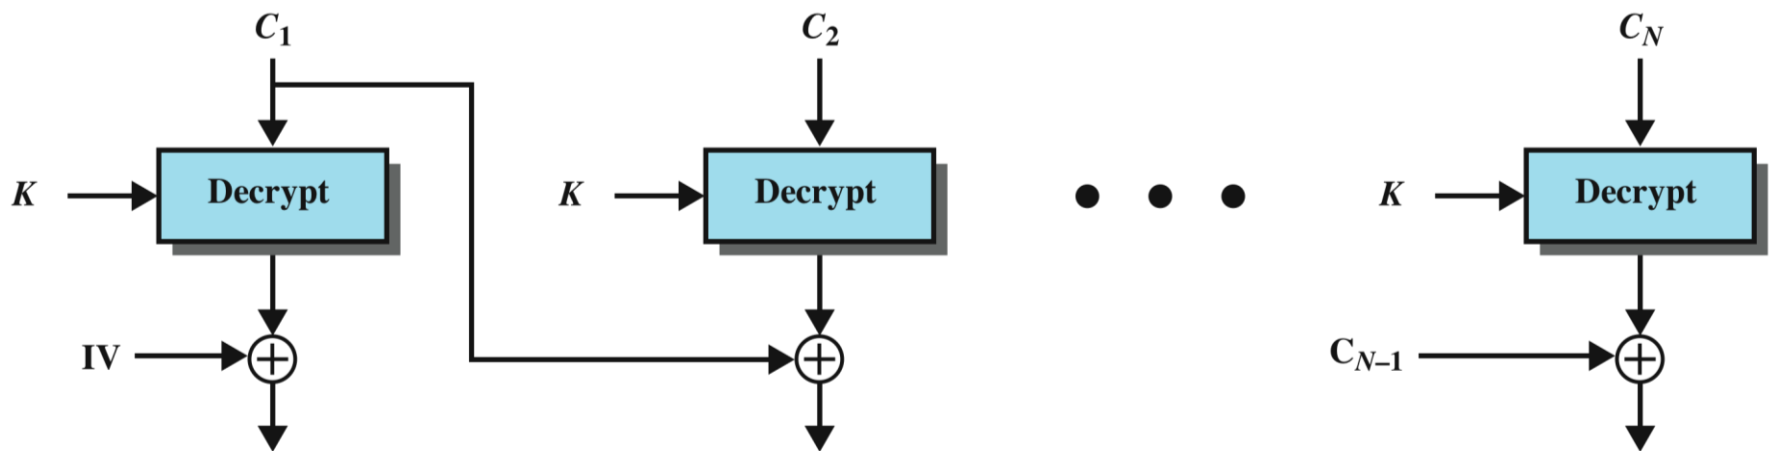 C1 C2 CN
K Decrypt K Decrypt K Decrypt
IV CN–1